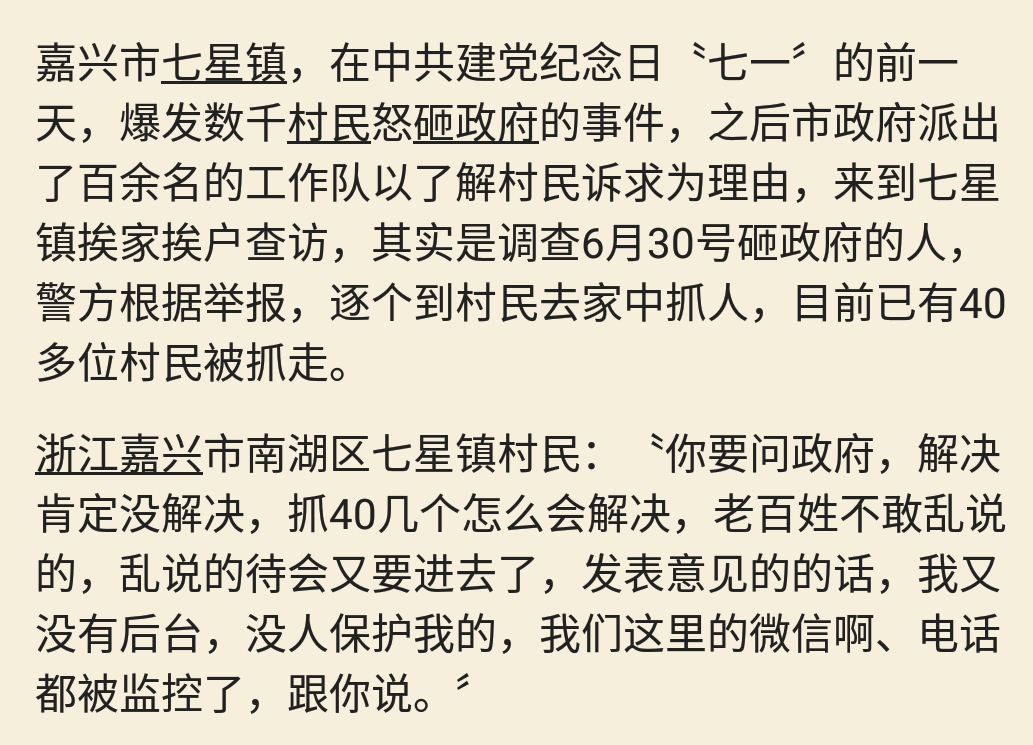 嘉兴市七星镇，在中共建党纪念日〝七一〞的前一
天，爆发数千村民怒砸政府的事件，之后市政府派出
了百余名的工作队以了解村民诉求为理由，来到七星
镇挨家挨户查访，其实是调查6月30号砸政府的人，
警方根据举报，逐个到村民去家中抓人，目前已有40
多位村民被抓走。
浙江嘉兴市南湖区七星镇村民：〝你要问政府，解决
肯定没解决，抓40几个怎么会解决，老百姓不敢乱说
的，乱说的待会又要进去了，发表意见的的话，我又
没有后台，没人保护我的，我们这里的微信啊、电话
都被监控了，跟你说。〞